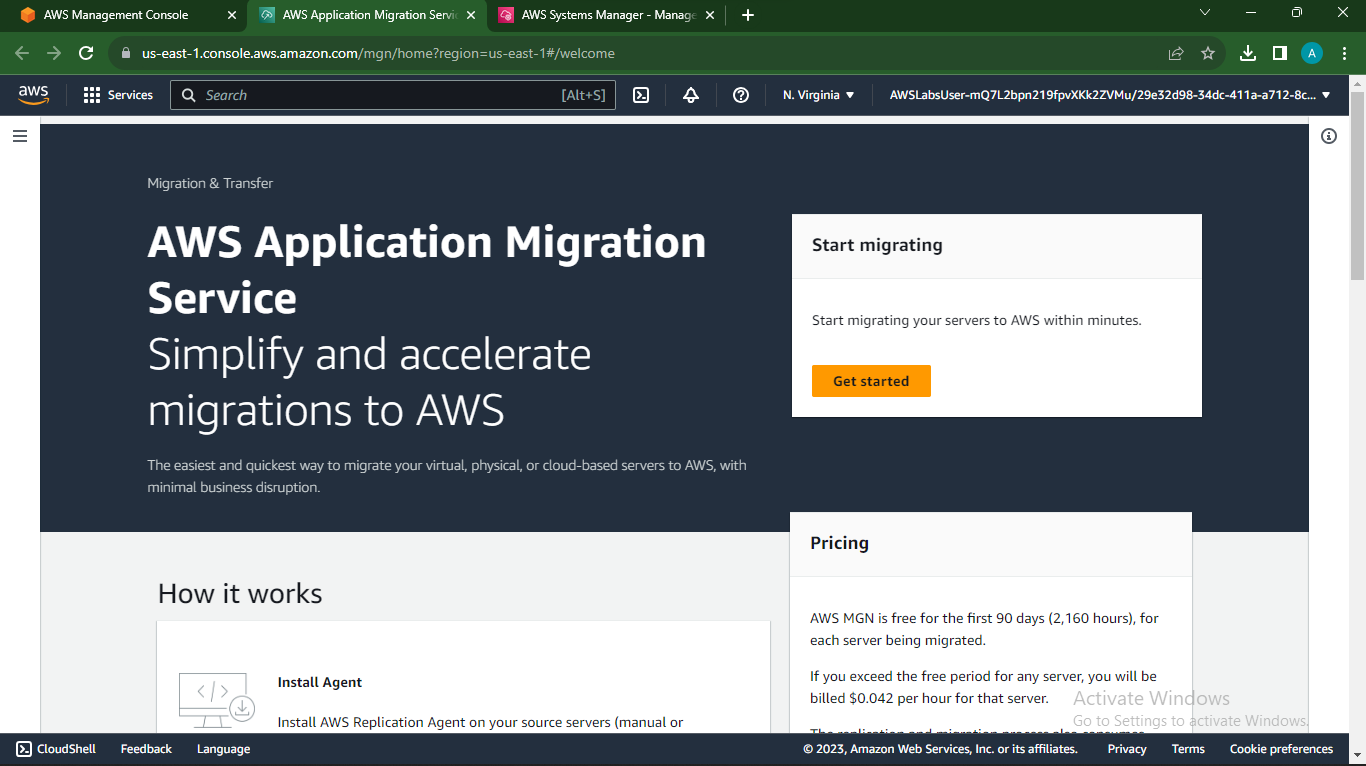 AWS Management Console
AWS Application Migration Servic
AWS Systems Manager - Manage
us-east-1.console.aws.amazon.com/mgn/home?region=us-east-1#/welcome
A
aws
Services
Search
[Alt+S]
N. Virginia
AWSLabsUser-mQ7L2bpn219fpvXKk2ZVMu/29e32d98-34dc-411a-a712-8c...
Migration & Transfer
AWS Application Migration
Service
Simplify and accelerate
migrations to AWS
The easiest and quickest way to migrate your virtual, physical, or cloud-based servers to AWS, with
minimal business disruption.
Start migrating
Start migrating your servers to AWS within minutes.
Get started
How it works
Install Agent
Install AWS Replication Agent on your source servers (manual or
Pricing
AWS MGN is free for the first 90 days (2,160 hours), for
each server being migrated.
If you exceed the free period for any server, you will be
billed $0.042 per hour for that server.
The replication and migration process also consumes
Activate Windows
Go to Settings to activate Windows.
CloudShell
Feedback
Language
© 2023, Amazon Web Services, Inc. or its affiliates.
Privacy
Terms
Cookie preferences